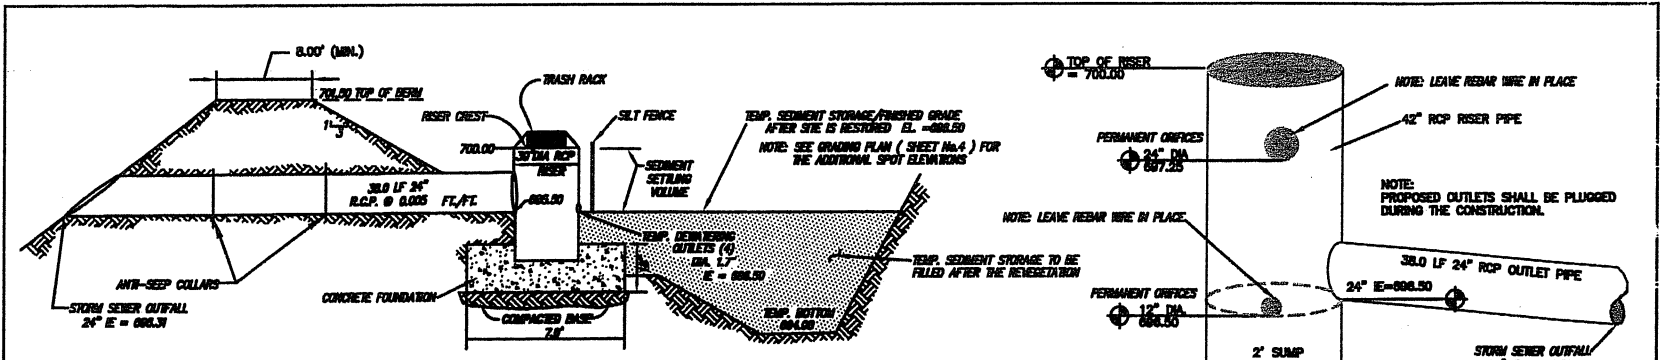 8.00' (MIN.)
701.50 TOP OF BERM
1
3
TRASH RACK
RISER CREST
SILT FENCE
700.00
DIA RCP
RISER
SEDIMENT
SETTLING
VOLUME
TEMP. SEDIMENT STORAGE/FINISHED GRADE
AFTER SITE IS RESTORED EL. =696.50
NOTE: SEE GRADING PLAN ( SHEET No.4 ) FOR
THE ADDITIONAL SPOT ELEVATIONS
38.0 LF 24"
R.C.P. @ 0.005 FT./FT.
696.50
TEMP. DEWATERING
OUTLETS (4)
DIA. 1.7"
IE = 696.50
ANTI-SEEP COLLARS
STORM SEWER OUTFALL
24" IE = 696.31
CONCRETE FOUNDATION
COMPACTED BASE
TEMP. SEDIMENT STORAGE TO BE
FILLED AFTER THE REVEGETATION
TEMP. BOTTOM
TOP OF RISER
= 700.00
NOTE: LEAVE REBAR WIRE IN PLACE
42" RCP RISER PIPE
PERMANENT ORIFICES
24" DIA
697.25
NOTE:
PROPOSED OUTLETS SHALL BE PLUGGED
DURING THE CONSTRUCTION.
NOTE: LEAVE REBAR WIRE IN PLACE
38.0 LF 24" RCP OUTLET PIPE
24" IE=696.50
PERMANENT ORIFICES
12" DIA.
696.50
2' SUMP
STORM SEWER OUTFALL